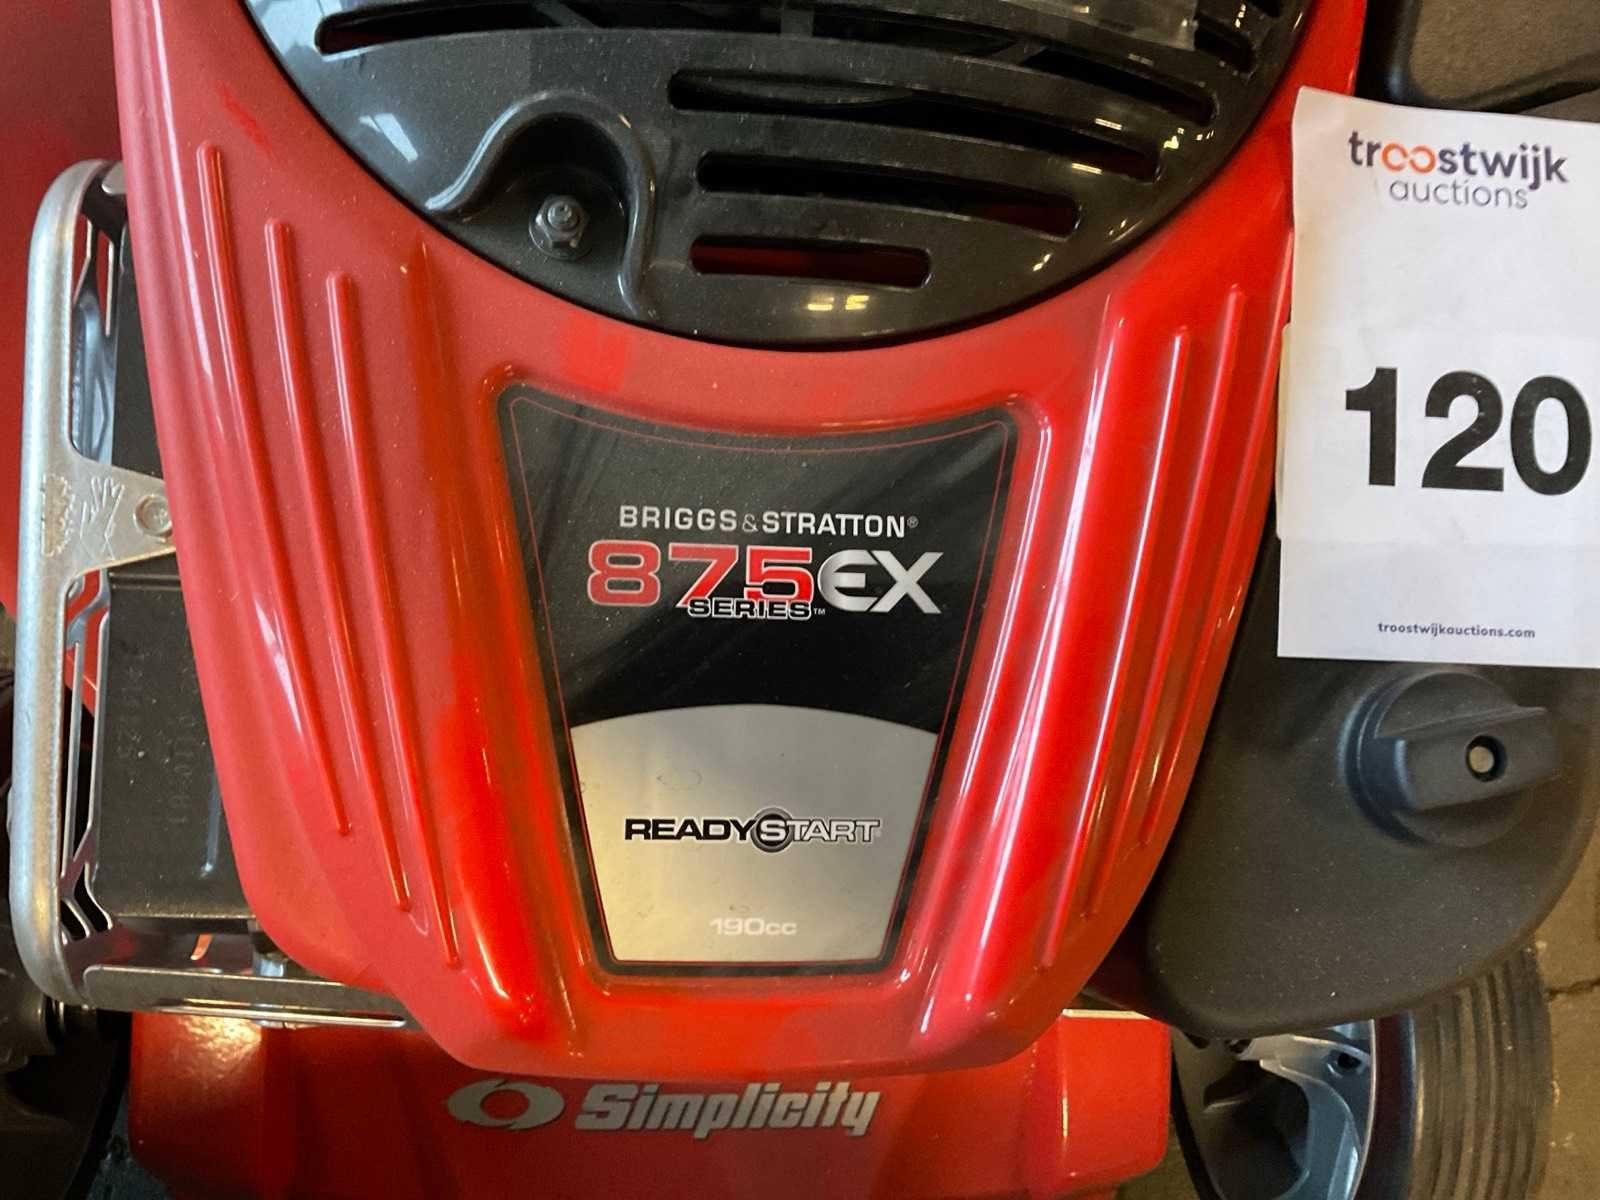 troostwijk
auctions
120
troostwijkauctions.com
BRIGGS & STRATTON®
875EX
SERIES™
READYSTART
190cc
Simplicity